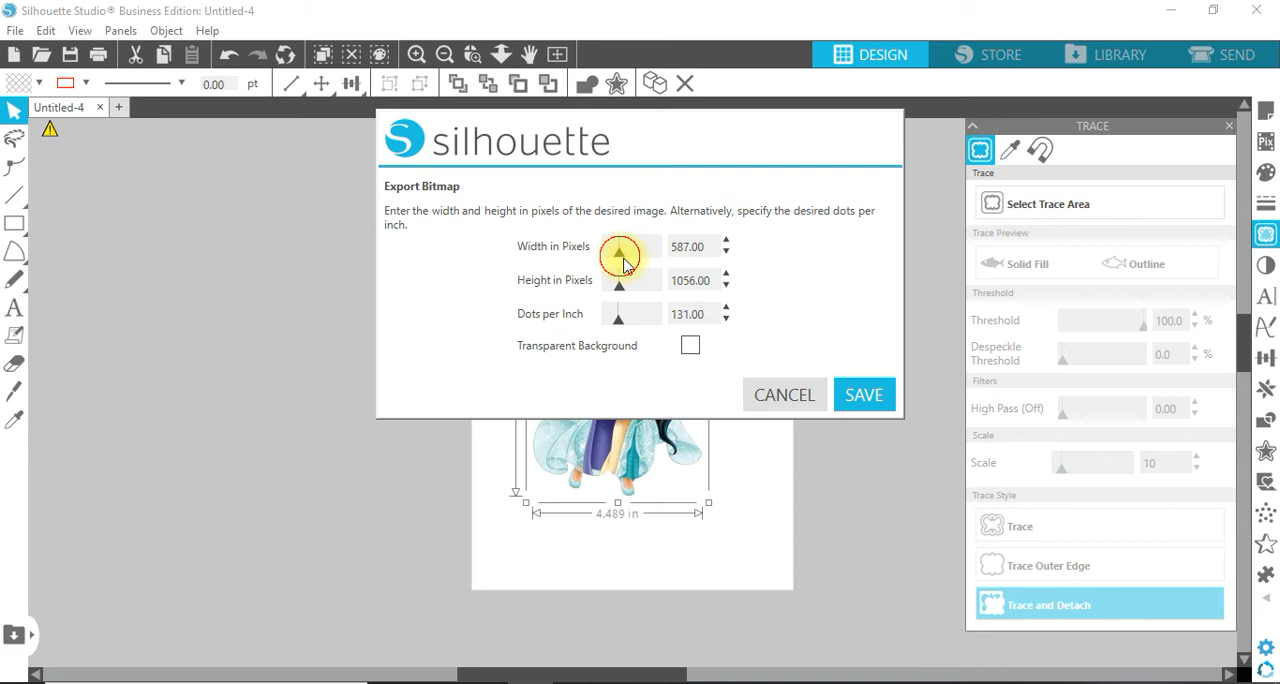 Silhouette Studio® Business Edition: Untitled-4
File Edit View Panels Object Help
DESIGN STORE LIBRARY SEND
0.00 pt
Untitled-4 × +
silhouette
Export Bitmap
Enter the width and height in pixels of the desired image. Alternatively, specify the desired dots per
inch.
Width in Pixels 587.00
Height in Pixels 1056.00
Dots per Inch 131.00
Transparent Background
CANCEL SAVE
4.489 in
TRACE
Trace
Select Trace Area
Trace Preview
Solid Fill Outline
Threshold
Threshold 100.0 %
Despeckle
Threshold 0.0 %
Filters
High Pass (Off) 0.00
Scale
Scale 10
Trace Style
Trace
Trace Outer Edge
Trace and Detach
Pix